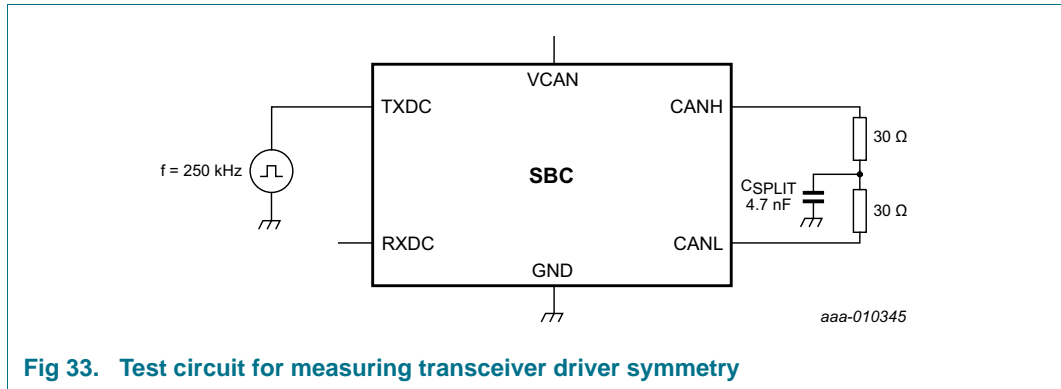 VCAN
TXDC
CANH
30 Ω
f = 250 kHz
SBC
CSPLIT
4.7 nF
30 Ω
RXDC
CANL
GND
aaa-010345
Fig 33. Test circuit for measuring transceiver driver symmetry